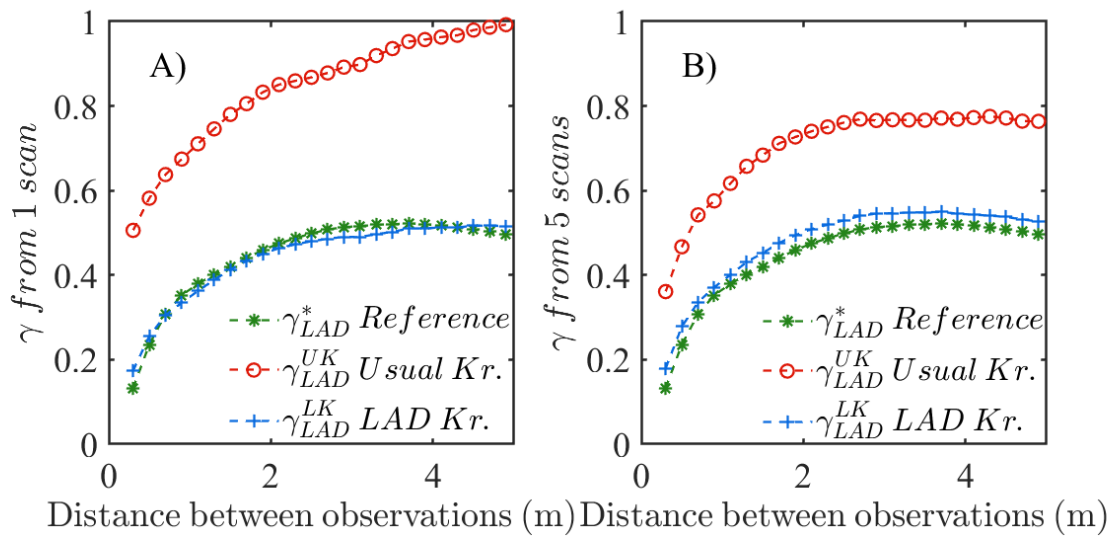 A)
γ from 1 scan
1
0.8
0.6
0.4
0.2
0
γ*LAD Reference
γUKLAD Usual Kr.
γLKLAD LAD Kr.
0 2 4
Distance between observations (m)
B)
γ from 5 scans
1
0.8
0.6
0.4
0.2
0
γ*LAD Reference
γUKLAD Usual Kr.
γLKLAD LAD Kr.
0 2 4
Distance between observations (m)